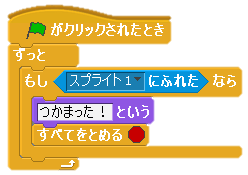 がクリックされたとき
ずっと
もし スプライト1 にふれた なら
つかまった！ という
すべてをとめる